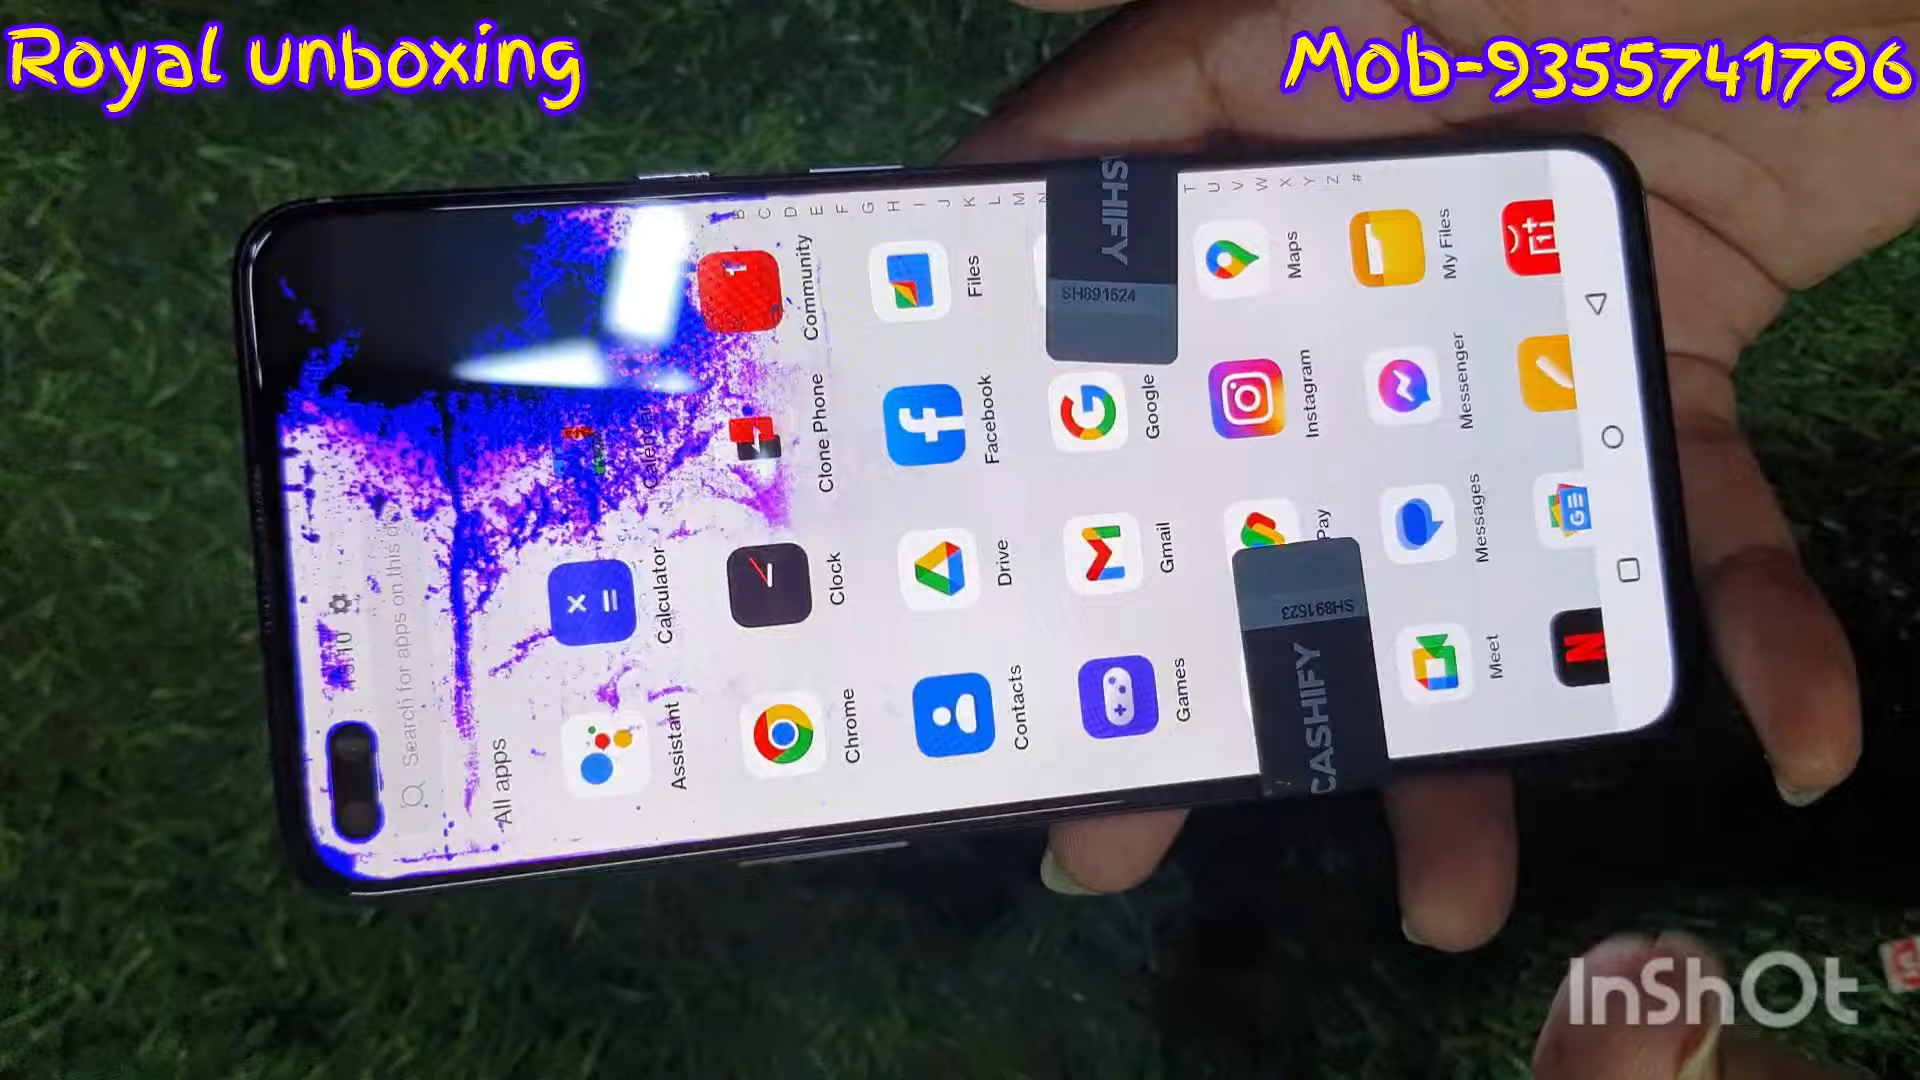 Royal unboxing
Mob-9355741796
Search for apps on this d
All apps
Assistant
Calculator
Calendar
Chrome
Clock
Clone Phone
Community
Contacts
Drive
Facebook
Files
Games
Gmail
Google
Pay
Instagram
Maps
Meet
Messages
Messenger
My Files
B
C
D
E
F
G
H
I
J
K
L
M
N
T
U
V
W
X
Y
Z
#
SHIFY
SH891524
CASHIFY
SH891523
InShOt